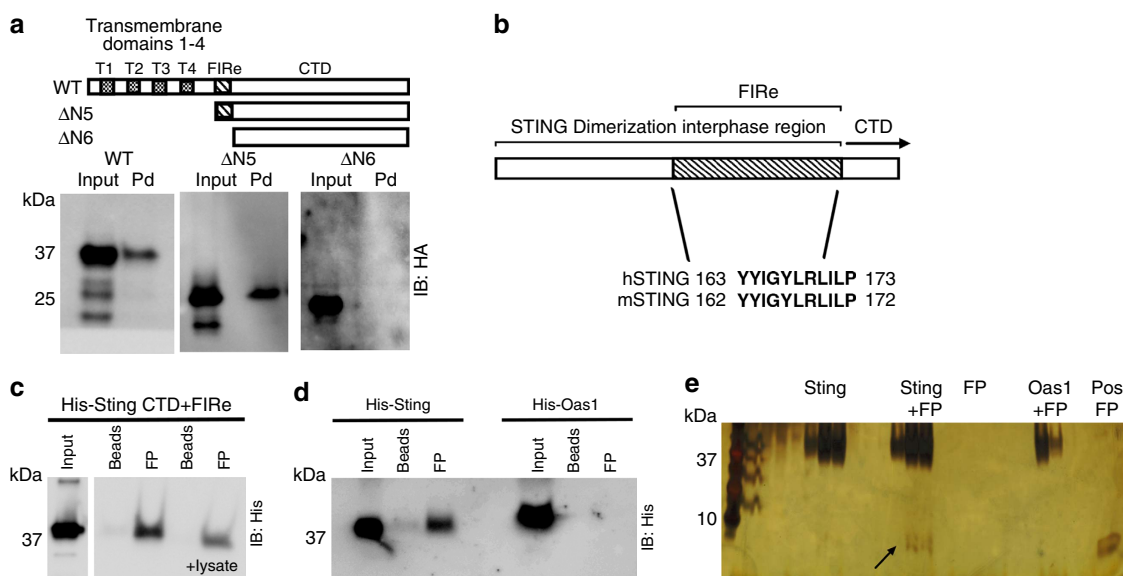 a
Transmembrane
domains 1-4
T1 T2 T3 T4 FIRe CTD
WT
ΔN5
ΔN6
WT ΔN5 ΔN6
Input Pd Input Pd Input Pd
kDa
37
25
IB: HA
b
FIRe
STING Dimerization interphase region CTD
hSTING 163 YYIGYLRLILP 173
mSTING 162 YYIGYLRLILP 172
c
His-Sting CTD+FIRe
Input Beads FP Beads FP
kDa
37
+lysate
IB: His
d
His-Sting His-Oas1
Input Beads FP Input Beads FP
kDa
37
IB: His
e
Sting Sting FP Oas1 Pos
+FP +FP FP
kDa
37
10